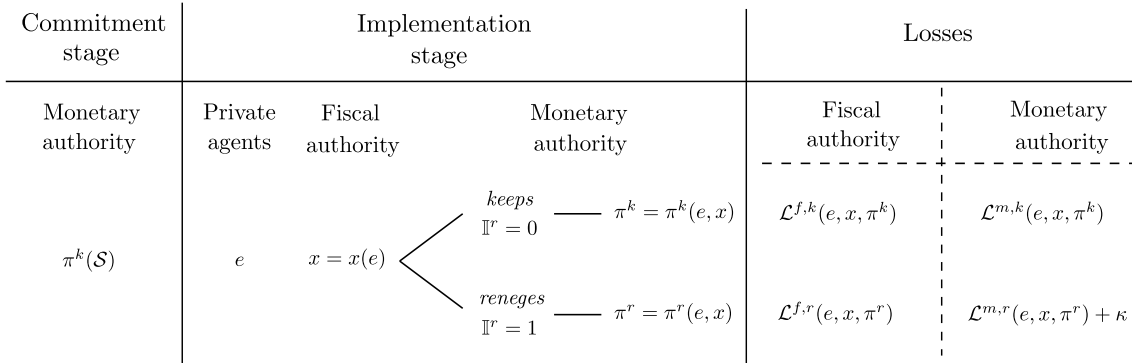 Commitment
stage
Implementation
stage
Losses
Monetary
authority
Private
agents
Fiscal
authority
Monetary
authority
Fiscal
authority
Monetary
authority
π^k(𝒮)
e
x = x(e)
keeps
𝕀^r = 0
π^k = π^k(e, x)
ℒ^{f,k}(e, x, π^k)
ℒ^{m,k}(e, x, π^k)
reneges
𝕀^r = 1
π^r = π^r(e, x)
ℒ^{f,r}(e, x, π^r)
ℒ^{m,r}(e, x, π^r) + κ